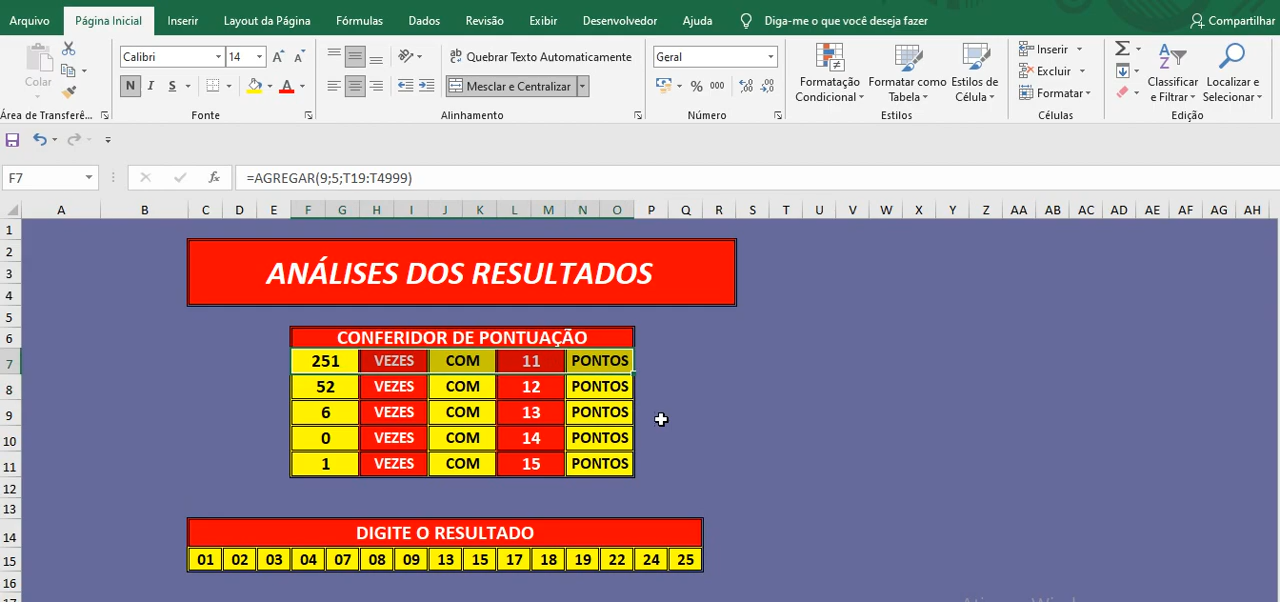 Arquivo Página Inicial Inserir Layout da Página Fórmulas Dados Revisão Exibir Desenvolvedor Ajuda Diga-me o que você deseja fazer Compartilhar
Colar
Calibri 14
N I S
Quebrar Texto Automaticamente
Mesclar e Centralizar
Geral
% 000
Formatação Condicional
Formatar como Tabela
Estilos de Célula
Inserir
Excluir
Formatar
Classificar e Filtrar
Localizar e Selecionar
Área de Transferê... Fonte Alinhamento Número Estilos Células Edição
F7 fx =AGREGAR(9;5;T19:T4999)
A B C D E F G H I J K L M N O P Q R S T U V W X Y Z AA AB AC AD AE AF AG AH
1
2
3 ANÁLISES DOS RESULTADOS
4
5
6 CONFERIDOR DE PONTUAÇÃO
7 251 VEZES COM 11 PONTOS
8 52 VEZES COM 12 PONTOS
9 6 VEZES COM 13 PONTOS
10 0 VEZES COM 14 PONTOS
11 1 VEZES COM 15 PONTOS
12
13
14 DIGITE O RESULTADO
15 01 02 03 04 07 08 09 13 15 17 18 19 22 24 25
16